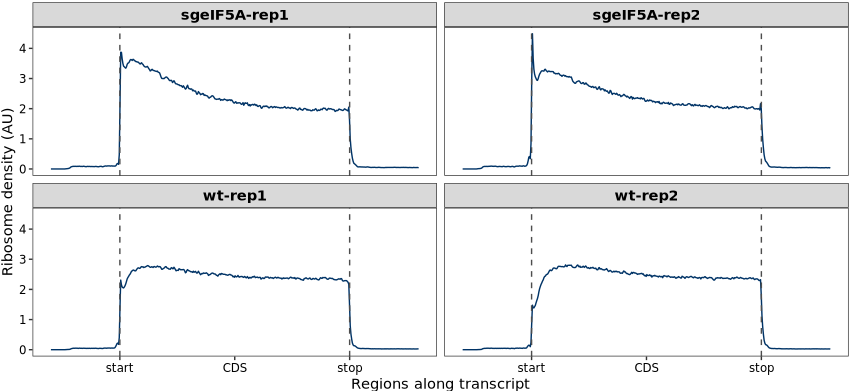 sgeIF5A-rep1
sgeIF5A-rep2
4
3
2
1
0
Ribosome density (AU)
wt-rep1
wt-rep2
4
3
2
1
0
start
CDS
stop
start
CDS
stop
Regions along transcript